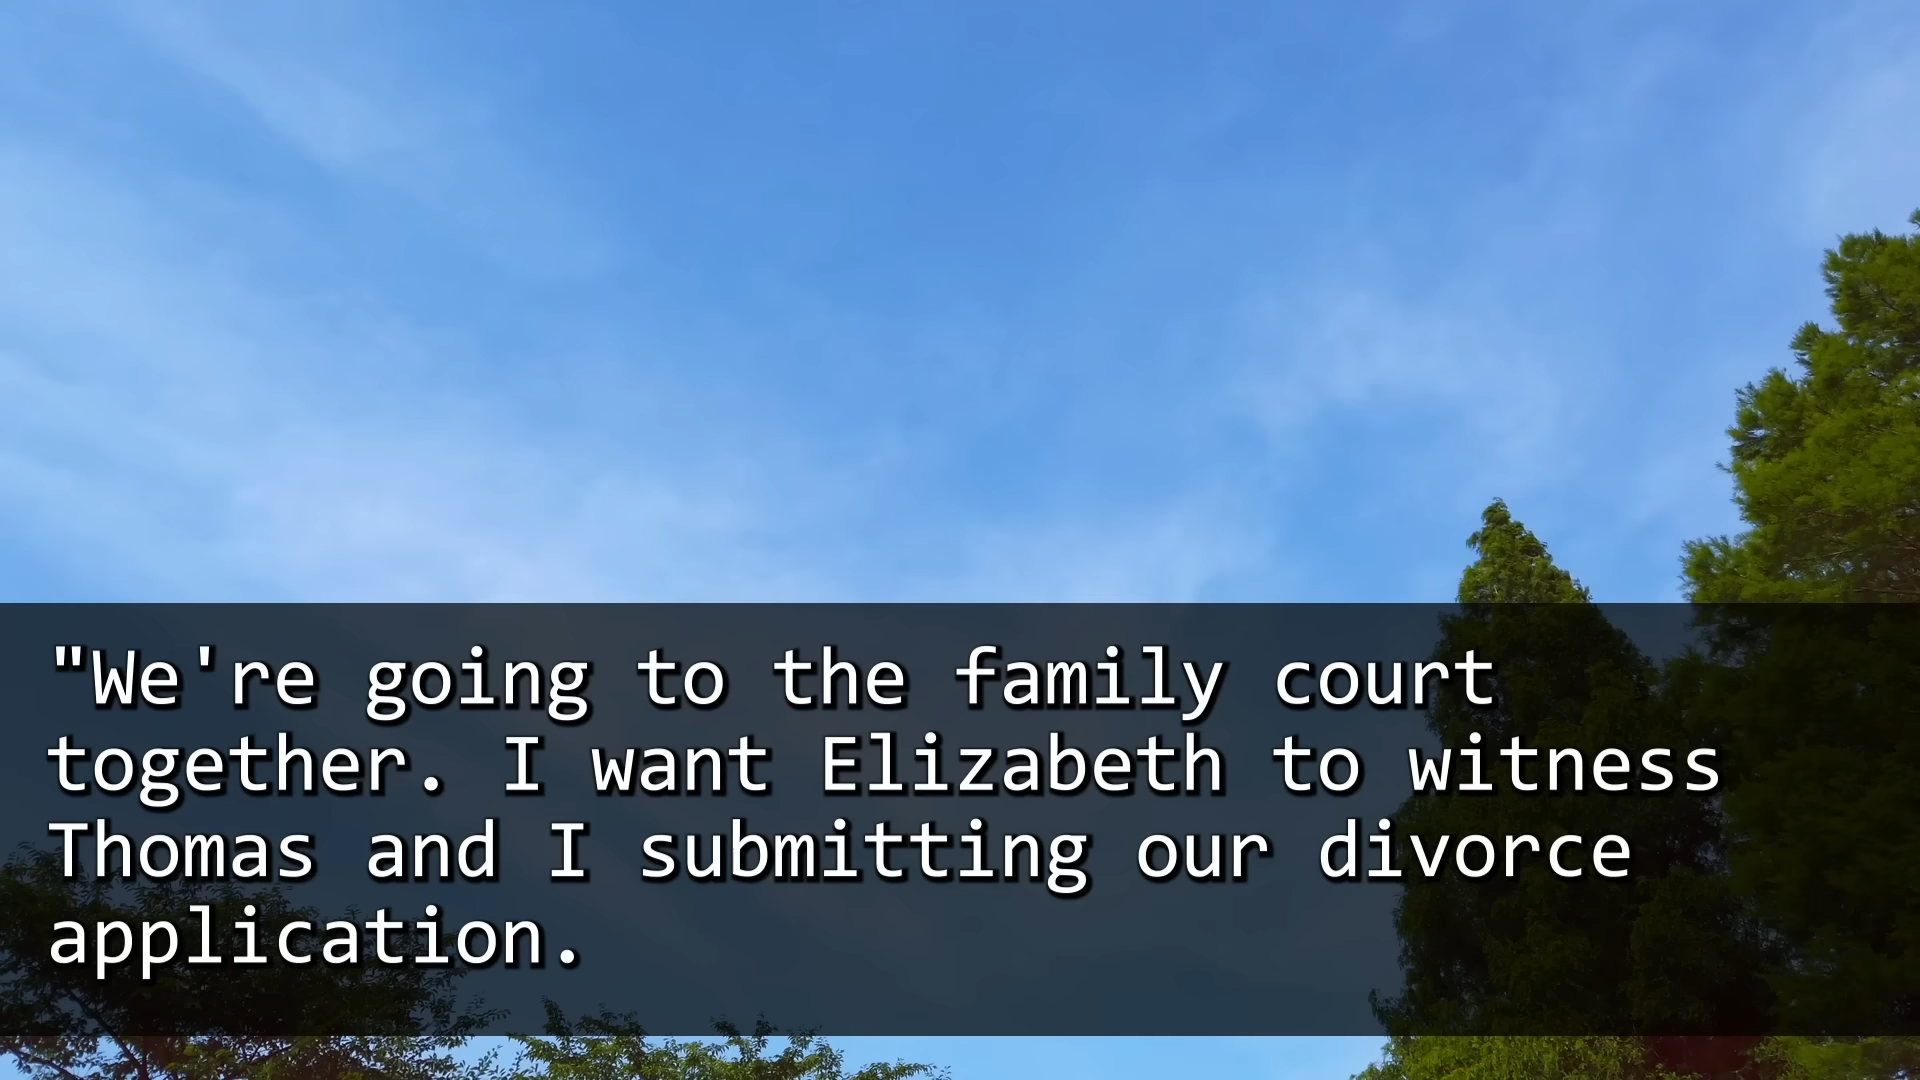 "We're going to the family court
together. I want Elizabeth to witness
Thomas and I submitting our divorce
application.